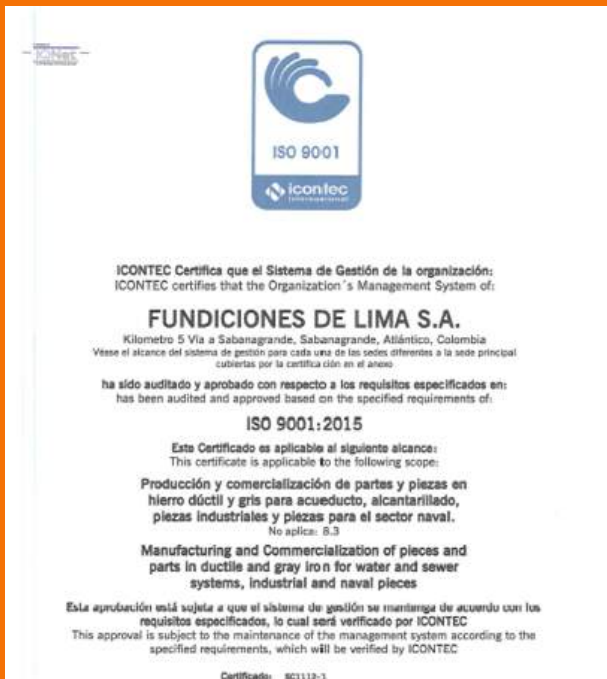 IQNet
ISO 9001
icontec
internacional
ICONTEC Certifica que el Sistema de Gestión de la organización:
ICONTEC certifies that the Organization´s Management System of:
FUNDICIONES DE LIMA S.A.
Kilometro 5 Via a Sabanagrande, Sabanagrande, Atlántico, Colombia
Véase el alcance del sistema de gestión para cada una de las sedes diferentes a la sede principal
cubiertas por la certifica ción en el anexo
ha sido auditado y aprobado con respecto a los requisitos especificados en:
has been audited and approved based on the specified requirements of:
ISO 9001:2015
Este Certificado es aplicable al siguiente alcance:
This certificate is applicable to the following scope:
Producción y comercialización de partes y piezas en
hierro dúctil y gris para acueducto, alcantarillado,
piezas industriales y piezas para el sector naval.
No aplica: 8.3
Manufacturing and Commercialization of pieces and
parts in ductile and gray iron for water and sewer
systems, industrial and naval pieces
Esta aprobación está sujeta a que el sistema de gestión se mantenga de acuerdo con los
requisitos especificados, lo cual será verificado por ICONTEC
This approval is subject to the maintenance of the management system according to the
specified requirements, which will be verified by ICONTEC
Certificado: SC1112-1